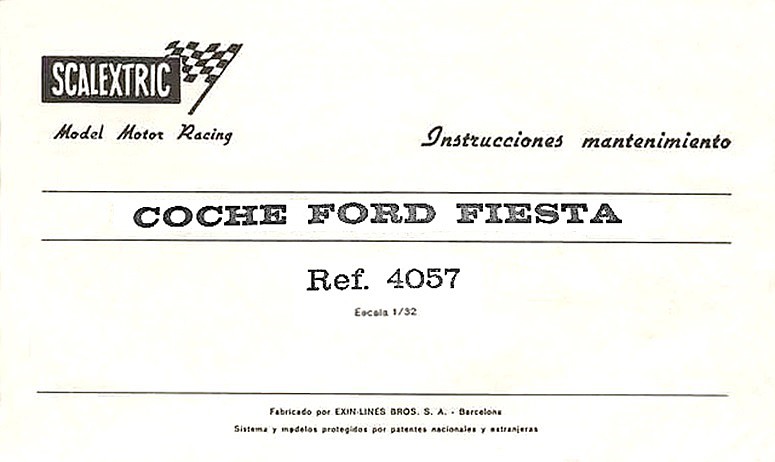 SCALEXTRIC
Model Motor Racing
Instrucciones mantenimiento
COCHE FORD FIESTA
Ref. 4057
Escala 1/32
Fabricado por EXIN-LINES BROS. S. A. - Barcelona
Sistema y modelos protegidos por patentes nacionales y extranjeras